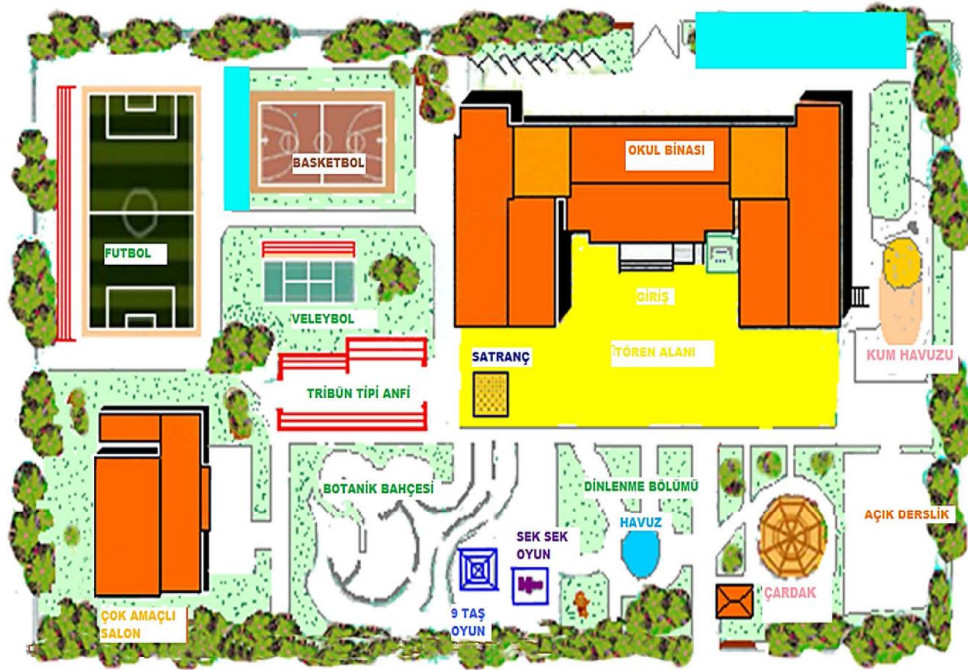 BASKETBOL
OKUL BİNASI
FUTBOL
VELEYBOL
GİRİŞ
SATRANÇ
TÖREN ALANI
KUM HAVUZU
TRİBÜN TİPİ ANFİ
BOTANİK BAHÇESİ
DİNLENME BÖLÜMÜ
HAVUZ
AÇIK DERSLİK
SEK SEK
OYUN
ÇARDAK
ÇOK AMAÇLI
SALON
9 TAŞ
OYUN